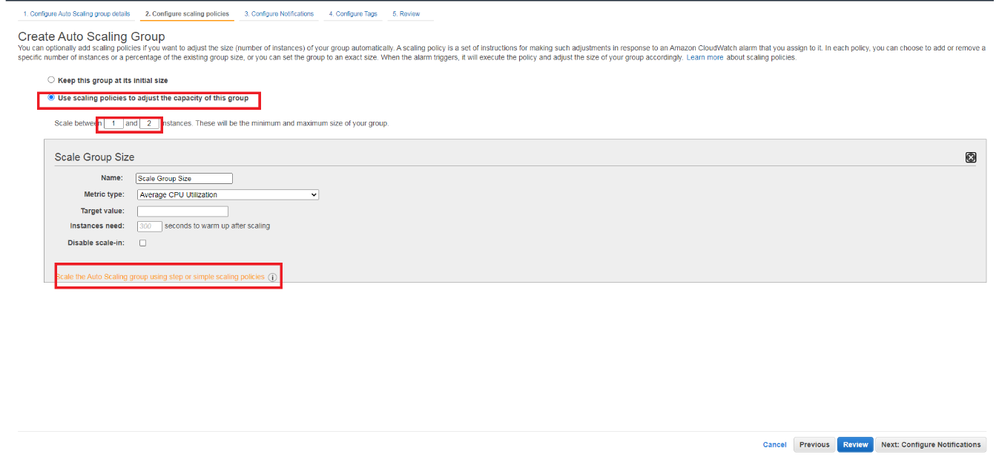 1. Configure Auto Scaling group details 2. Configure scaling policies 3. Configure Notifications 4. Configure Tags 5. Review
Create Auto Scaling Group
You can optionally add scaling policies if you want to adjust the size (number of instances) of your group automatically. A scaling policy is a set of instructions for making such adjustments in response to an Amazon CloudWatch alarm that you assign to it. In each policy, you can choose to add or remove a
specific number of instances or a percentage of the existing group size, or you can set the group to an exact size. When the alarm triggers, it will execute the policy and adjust the size of your group accordingly. Learn more about scaling policies.
Keep this group at its initial size
Use scaling policies to adjust the capacity of this group
Scale between 1 and 2 instances. These will be the minimum and maximum size of your group.
Scale Group Size
Name: Scale Group Size
Metric type: Average CPU Utilization
Target value:
Instances need: 300 seconds to warm up after scaling
Disable scale-in:
Scale the Auto Scaling group using step or simple scaling policies i
Cancel Previous Review Next: Configure Notifications